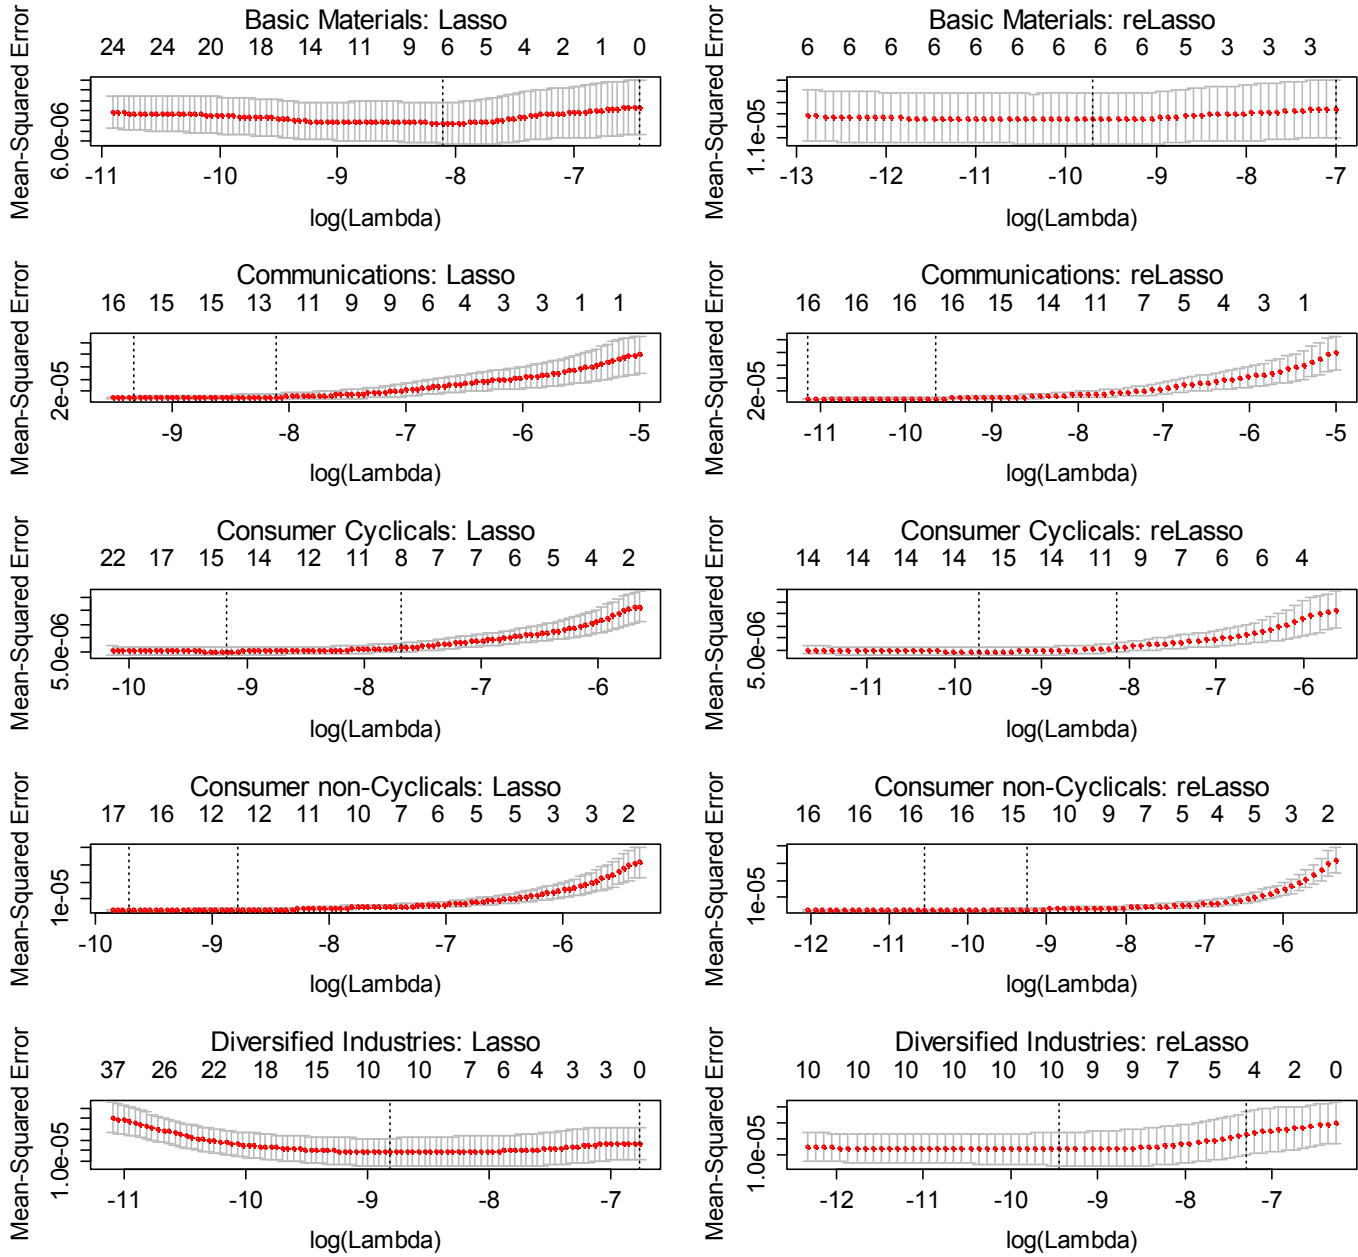 Basic Materials: Lasso
24 24 20 18 14 11 9 6 5 4 2 1 0
Mean-Squared Error
6.0e-06
-11 -10 -9 -8 -7
log(Lambda)
Basic Materials: reLasso
6 6 6 6 6 6 6 6 6 5 3 3 3
Mean-Squared Error
1.1e-05
-13 -12 -11 -10 -9 -8 -7
log(Lambda)
Communications: Lasso
16 15 15 13 11 9 9 6 4 3 3 1 1
Mean-Squared Error
2e-05
-9 -8 -7 -6 -5
log(Lambda)
Communications: reLasso
16 16 16 16 15 14 11 7 5 4 3 1
Mean-Squared Error
2e-05
-11 -10 -9 -8 -7 -6 -5
log(Lambda)
Consumer Cyclicals: Lasso
22 17 15 14 12 11 8 7 7 6 5 4 2
Mean-Squared Error
5.0e-06
-10 -9 -8 -7 -6
log(Lambda)
Consumer Cyclicals: reLasso
14 14 14 14 15 14 11 9 7 6 6 4
Mean-Squared Error
5.0e-06
-11 -10 -9 -8 -7 -6
log(Lambda)
Consumer non-Cyclicals: Lasso
17 16 12 12 11 10 7 6 5 5 3 3 2
Mean-Squared Error
1e-05
-10 -9 -8 -7 -6
log(Lambda)
Consumer non-Cyclicals: reLasso
16 16 16 16 15 10 9 7 5 4 5 3 2
Mean-Squared Error
1e-05
-12 -11 -10 -9 -8 -7 -6
log(Lambda)
Diversified Industries: Lasso
37 26 22 18 15 10 10 7 6 4 3 3 0
Mean-Squared Error
1.0e-05
-11 -10 -9 -8 -7
log(Lambda)
Diversified Industries: reLasso
10 10 10 10 10 10 9 9 7 5 4 2 0
Mean-Squared Error
1.0e-05
-12 -11 -10 -9 -8 -7
log(Lambda)